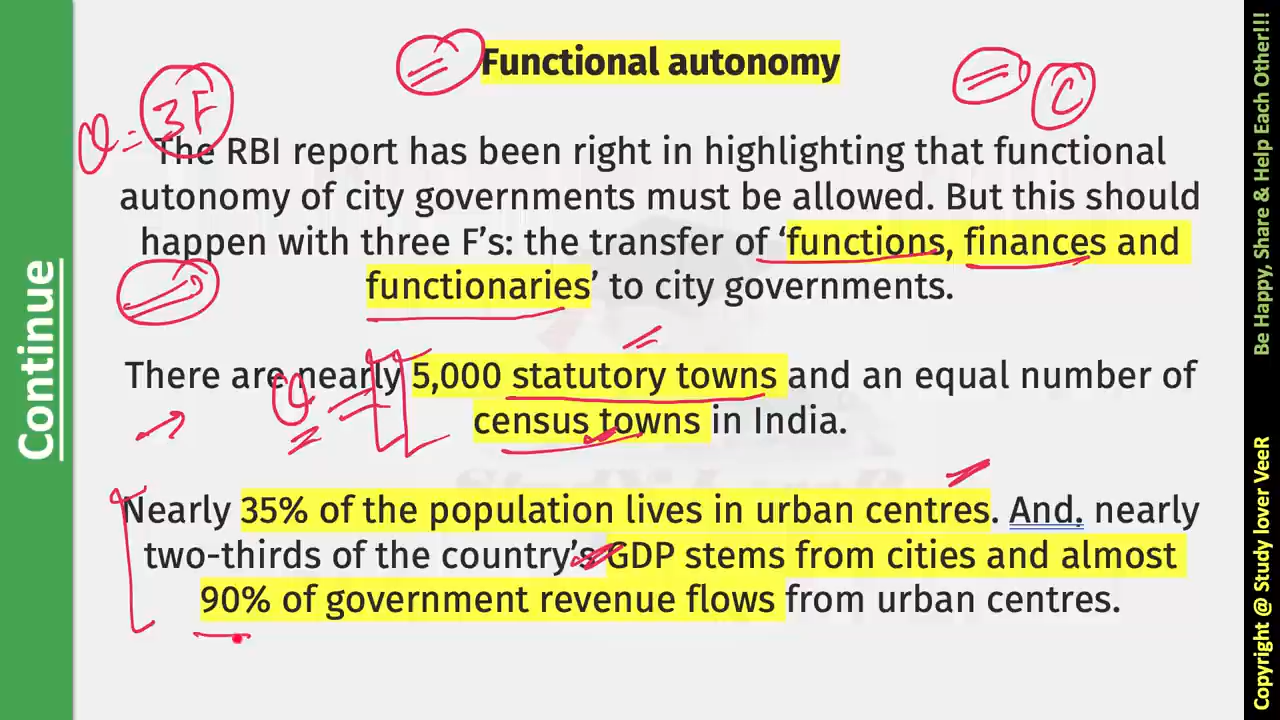 Functional autonomy
C
Q = 3F
The RBI report has been right in highlighting that functional
autonomy of city governments must be allowed. But this should
happen with three F's: the transfer of 'functions, finances and
functionaries' to city governments.
There are nearly 5,000 statutory towns and an equal number of
census towns in India.
Nearly 35% of the population lives in urban centres. And. nearly
two-thirds of the country's GDP stems from cities and almost
90% of government revenue flows from urban centres.
Continue
Be Happy, Share & Help Each Other!!!
Copyright @ Study lover VeeR